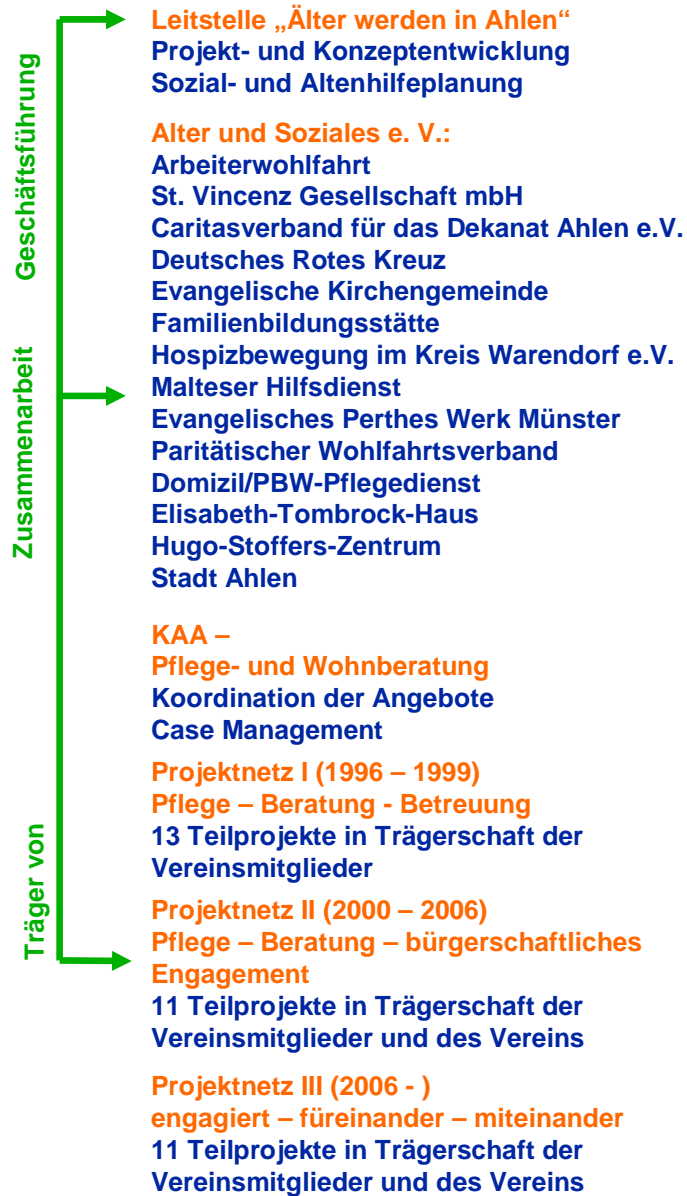 Leitstelle „Älter werden in Ahlen“
Projekt- und Konzeptentwicklung
Sozial- und Altenhilfeplanung
Geschäftsführung
Alter und Soziales e. V.:
Arbeiterwohlfahrt
St. Vincenz Gesellschaft mbH
Caritasverband für das Dekanat Ahlen e.V.
Deutsches Rotes Kreuz
Evangelische Kirchengemeinde
Familienbildungsstätte
Hospizbewegung im Kreis Warendorf e.V.
Malteser Hilfsdienst
Evangelisches Perthes Werk Münster
Paritätischer Wohlfahrtsverband
Domizil/PBW-Pflegedienst
Elisabeth-Tombrock-Haus
Hugo-Stoffers-Zentrum
Stadt Ahlen
Zusammenarbeit
KAA –
Pflege- und Wohnberatung
Koordination der Angebote
Case Management
Projektnetz I (1996 – 1999)
Pflege – Beratung - Betreuung
13 Teilprojekte in Trägerschaft der
Vereinsmitglieder
Träger von
Projektnetz II (2000 – 2006)
Pflege – Beratung – bürgerschaftliches
Engagement
11 Teilprojekte in Trägerschaft der
Vereinsmitglieder und des Vereins
Projektnetz III (2006 - )
engagiert – füreinander – miteinander
11 Teilprojekte in Trägerschaft der
Vereinsmitglieder und des Vereins